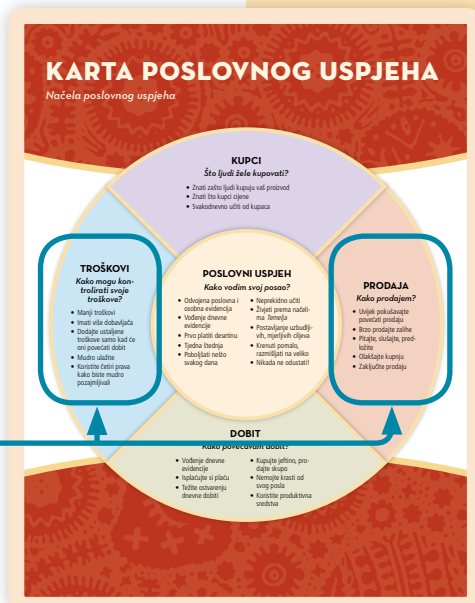 KARTA POSLOVNOG USPJEHA
Načela poslovnog uspjeha
KUPCI
Što ljudi žele kupovati?
• Znati zašto ljudi kupuju vaš proizvod
• Znati što kupci cijene
• Svakodnevno učiti od kupaca
TROŠKOVI
Kako mogu kon-
trolirati svoje
troškove?
• Manji troškovi
• Imati više dobavljača
• Dodajte ustaljene
troškove samo kad će
oni povećati dobit
• Mudro ulažite
• Koristite četiri prava
kako biste mudro
pozajmljivali
POSLOVNI USPJEH
Kako vodim svoj posao?
• Odvojena poslovna i
osobna evidencija
• Vođenje dnevne
evidencije
• Prvo platiti desetinu
• Tjedna štednja
• Poboljšati nešto
svakog dana
• Neprekidno učiti
• Živjeti prema načeli-
ma Temelja
• Postavljanje uzbudlji-
vih, mjerljivih ciljeva
• Krenuti pomalo,
razmišljati na veliko
• Nikada ne odustati!
PRODAJA
Kako prodajem?
• Uvijek pokušavajte
povećati prodaju
• Brzo prodajte zalihe
• Pitajte, slušajte, pred-
ložite
• Olakšajte kupnju
• Zaključite prodaju
DOBIT
Kako povećavam dobit?
• Vođenje dnevne
evidencije
• Isplaćujte si plaću
• Težite ostvarenju
dnevne dobiti
• Kupujte jeftino, pro-
dajte skupo
• Nemojte krasti od
svog posla
• Koristite produktivna
sredstva